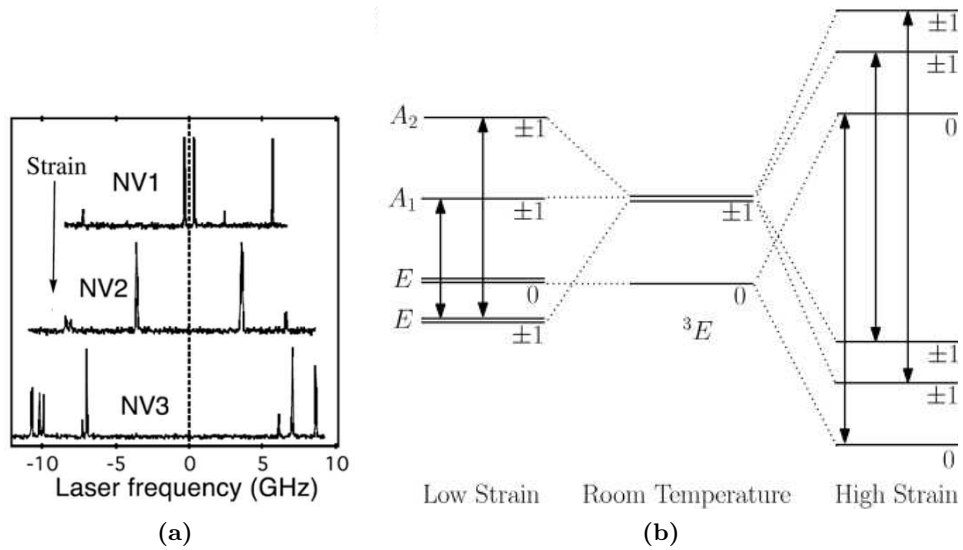 Strain
NV1
NV2
NV3
-10 -5 0 5 10
Laser frequency (GHz)
(a)
A₂ ±1
A₁ ±1
E 0
E ±1
Low Strain
±1
0
³E
Room Temperature
±1
±1
0
±1
±1
0
High Strain
(b)